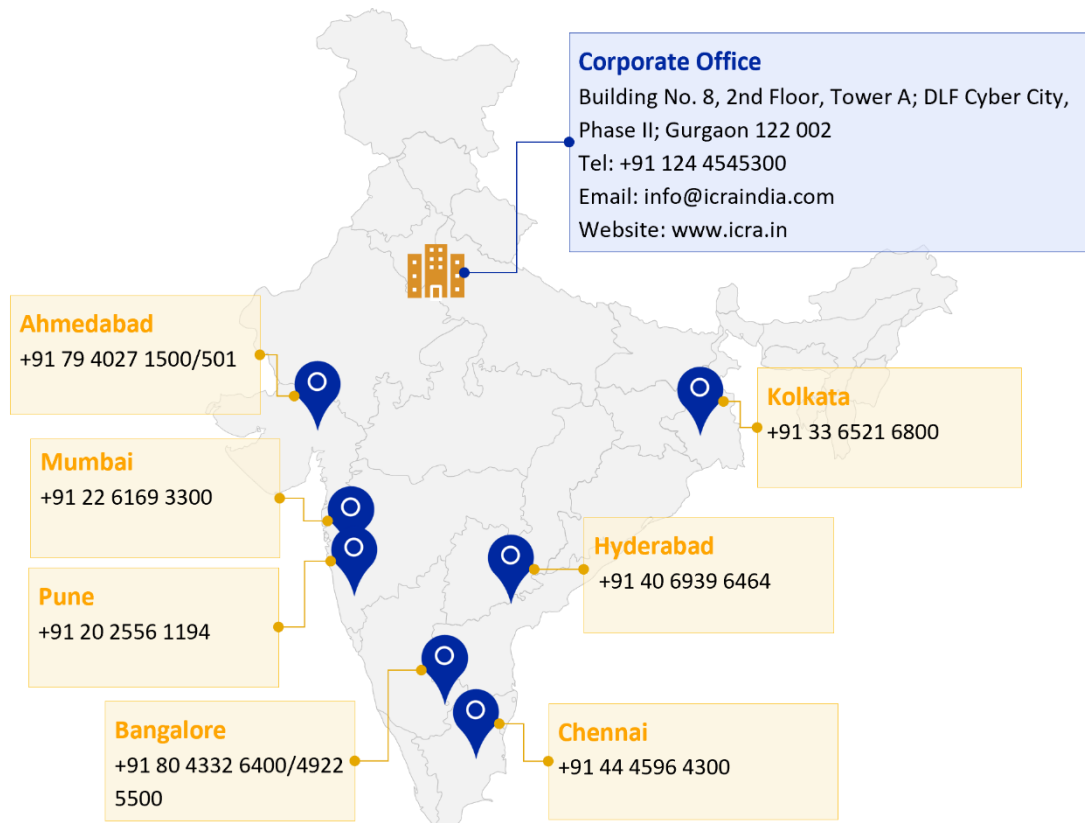 Corporate Office
Building No. 8, 2nd Floor, Tower A; DLF Cyber City,
Phase II; Gurgaon 122 002
Tel: +91 124 4545300
Email: info@icraindia.com
Website: www.icra.in
Ahmedabad
+91 79 4027 1500/501
Kolkata
+91 33 6521 6800
Mumbai
+91 22 6169 3300
Hyderabad
+91 40 6939 6464
Pune
+91 20 2556 1194
Bangalore
+91 80 4332 6400/4922
5500
Chennai
+91 44 4596 4300